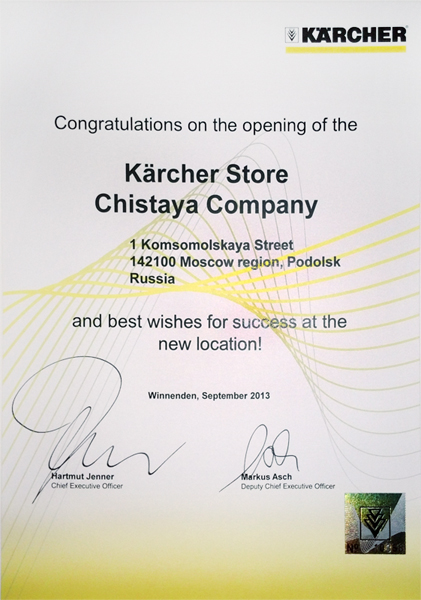 KÄRCHER
Congratulations on the opening of the
Kärcher Store
Chistaya Company
1 Komsomolskaya Street
142100 Moscow region, Podolsk
Russia
and best wishes for success at the
new location!
Winnenden, September 2013
Hartmut Jenner
Chief Executive Officer
Markus Asch
Deputy Chief Executive Officer